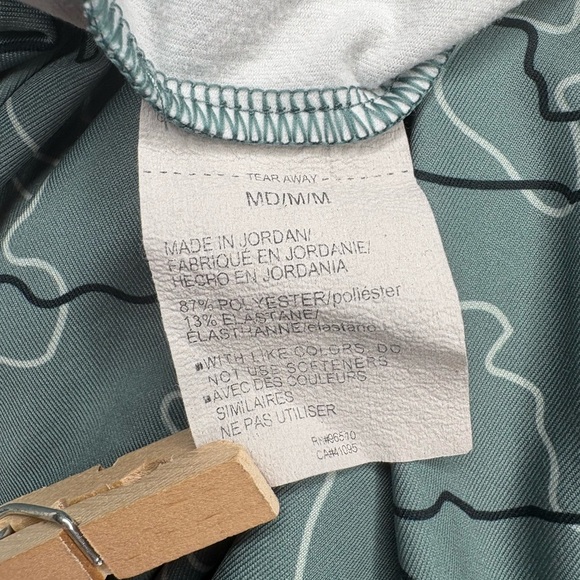 - TEAR AWAY -
MD/M/M
MADE IN JORDAN/
FABRIQUÉ EN JORDANIE/
HECHO EN JORDANIA
87% POLYESTER/poliéster
13% ELASTANE/
ELASTHANNE/elastano
WITH LIKE COLORS. DO
NOT USE SOFTENERS
AVEC DES COULEURS
SIMILAIRES
NE PAS UTILISER
RN#96510
CA#41095